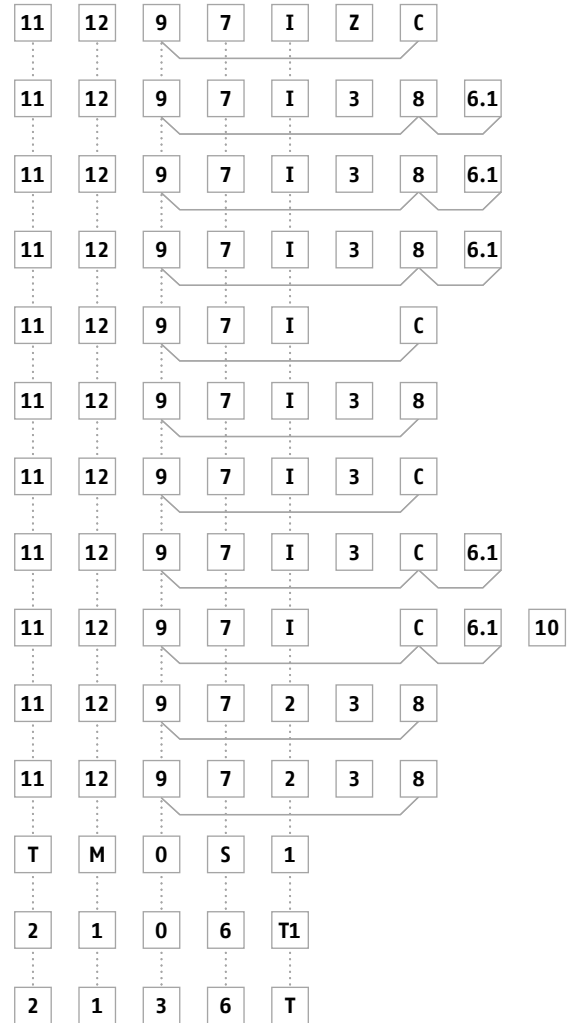 11 12 9 7 I Z C
11 12 9 7 I 3 8 6.1
11 12 9 7 I 3 8 6.1
11 12 9 7 I 3 8 6.1
11 12 9 7 I C
11 12 9 7 I 3 8
11 12 9 7 I 3 C
11 12 9 7 I 3 C 6.1
11 12 9 7 I C 6.1 10
11 12 9 7 2 3 8
11 12 9 7 2 3 8
T M 0 S 1
2 1 0 6 T1
2 1 3 6 T